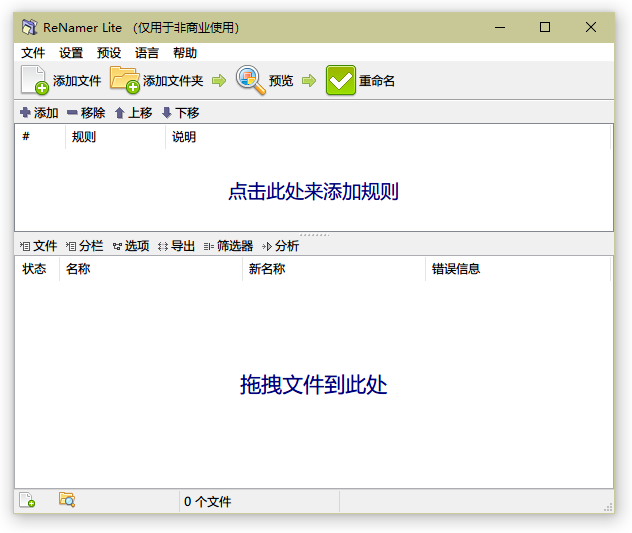 ReNamer Lite （仅用于非商业使用）
文件 设置 预设 语言 帮助
添加文件 添加文件夹 预览 重命名
添加 移除 上移 下移
# 规则 说明
点击此处来添加规则
文件 分栏 选项 导出 筛选器 分析
状态 名称 新名称 错误信息
拖拽文件到此处
0 个文件